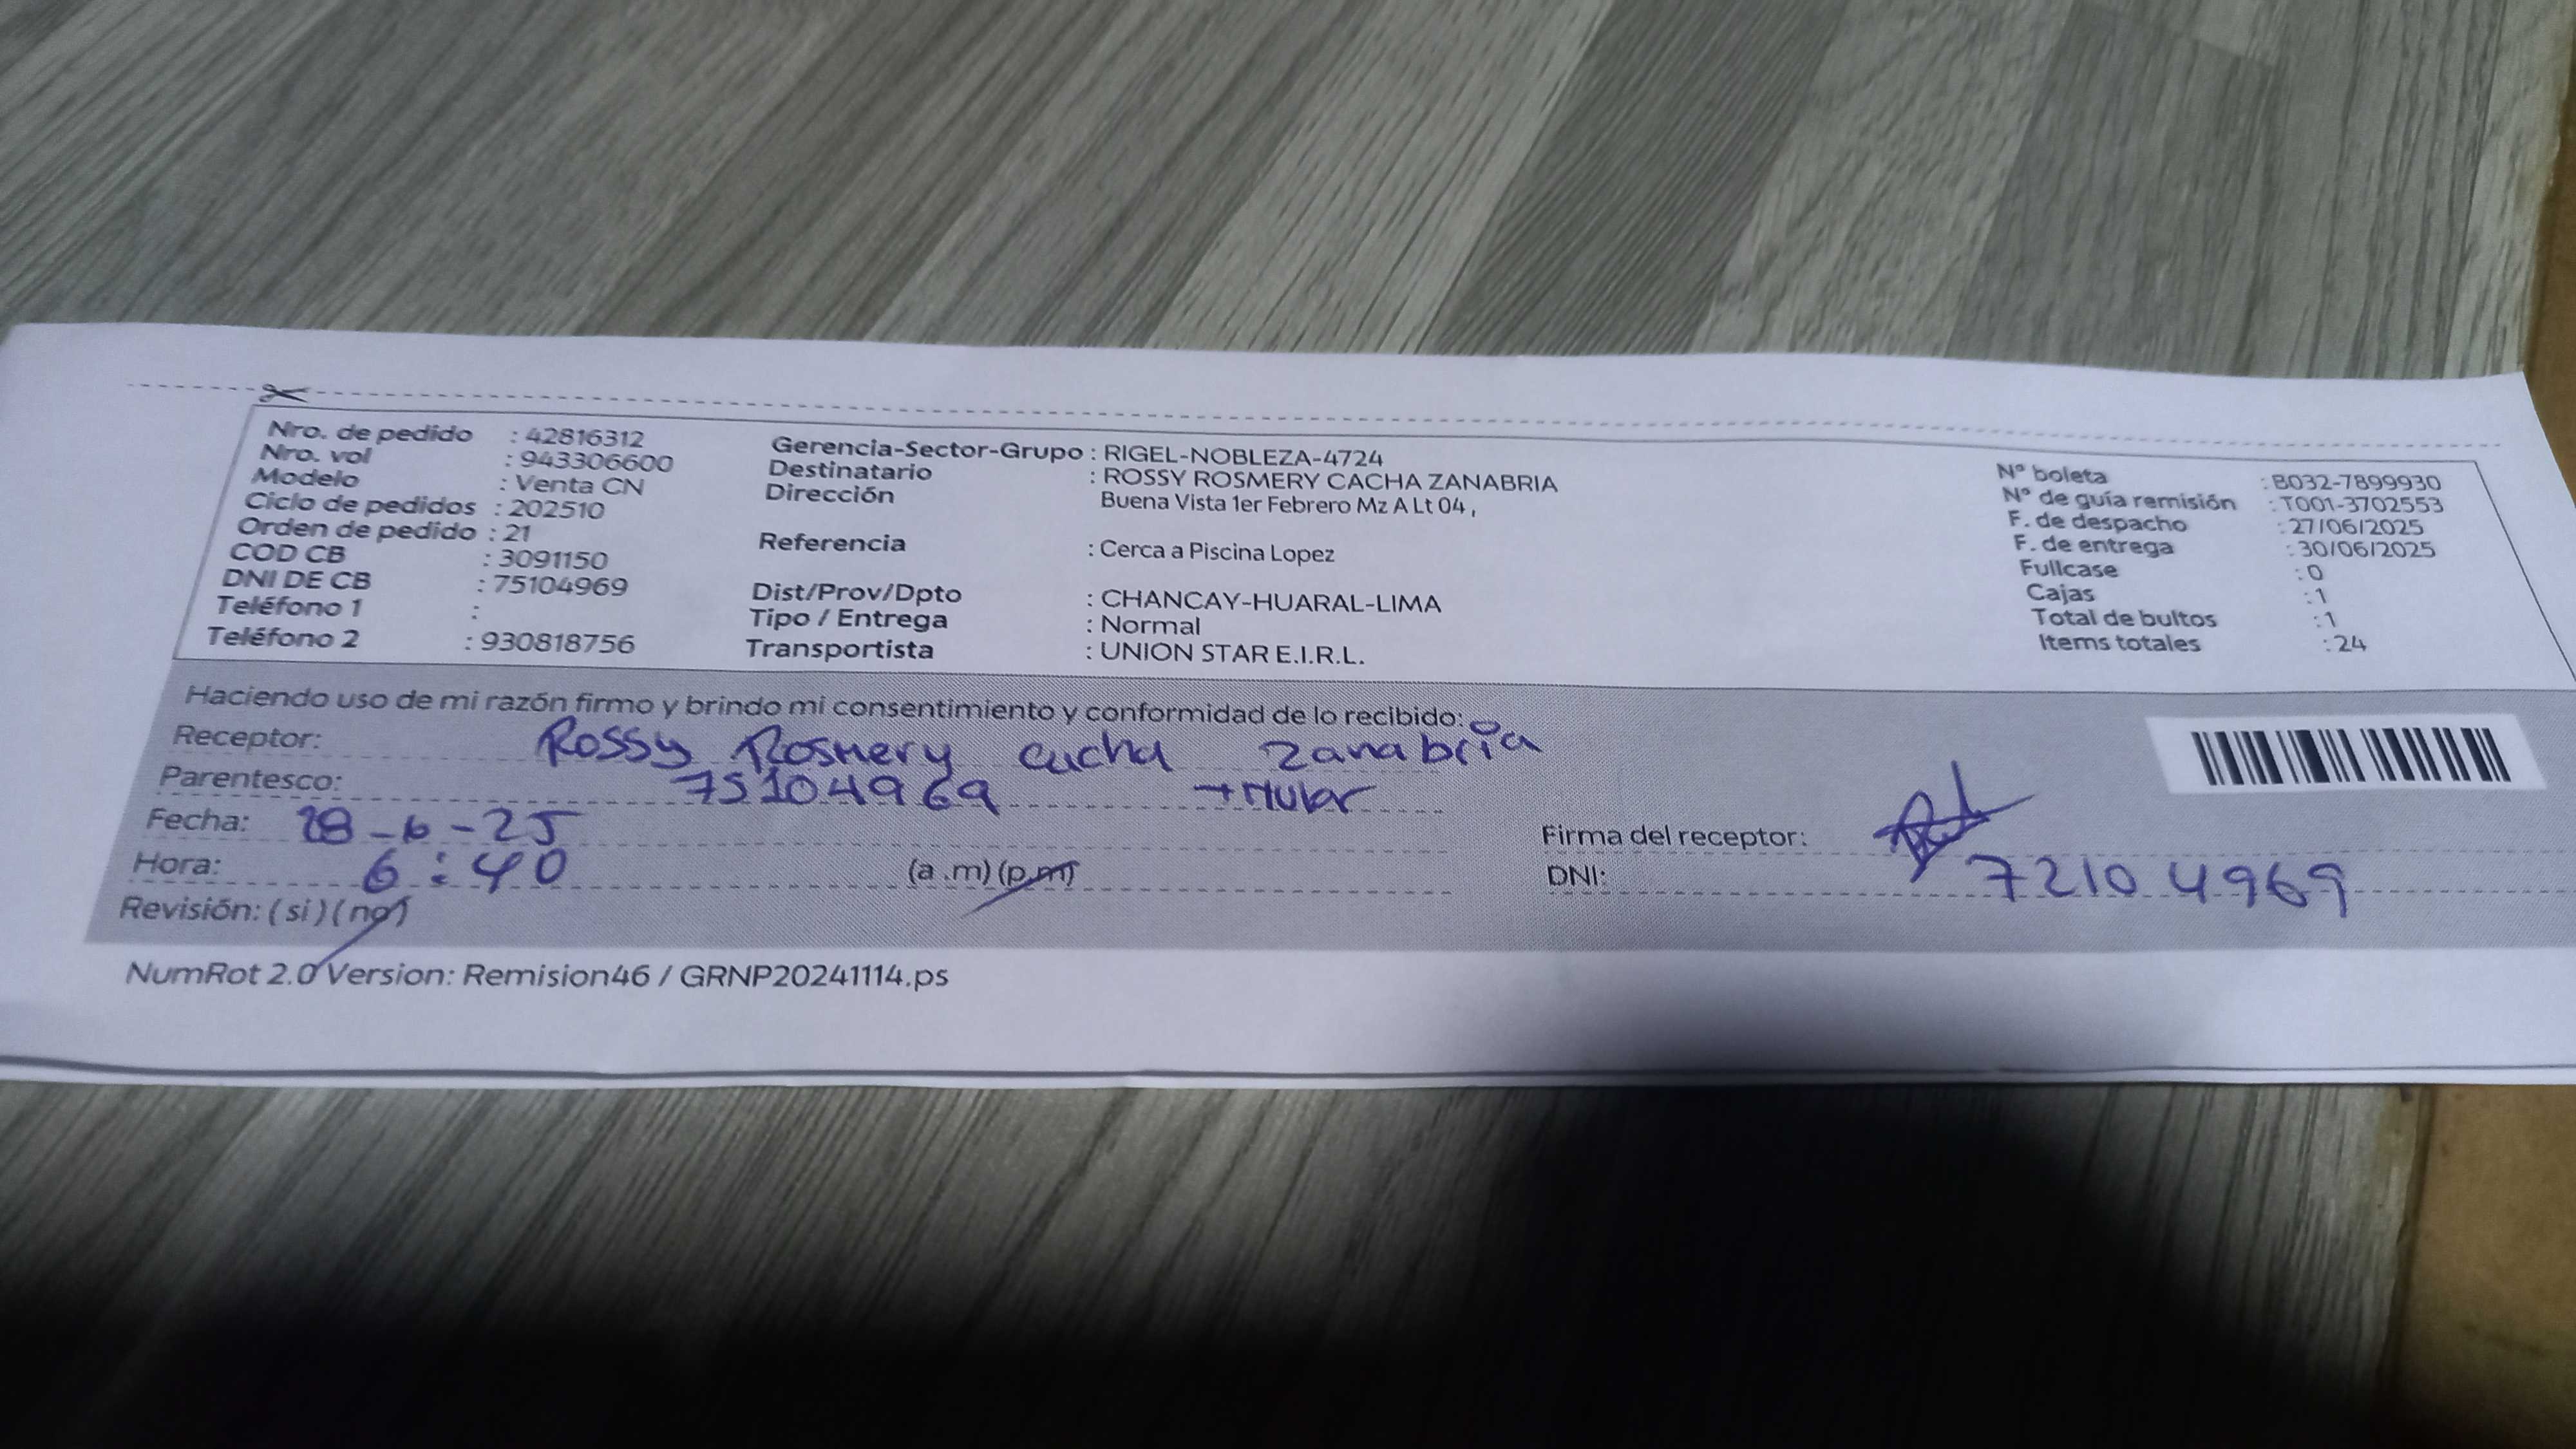 Nro. de pedido : 42816312
Nro. vol : 943306600
Modelo : Venta CN
Ciclo de pedidos : 202510
Orden de pedido : 21
COD CB : 3091150
DNI DE CB : 75104969
Teléfono 1 :
Teléfono 2 : 930818756
Gerencia-Sector-Grupo : RIGEL-NOBLEZA-4724
Destinatario : ROSSY ROSMERY CACHA ZANABRIA
Dirección Buena Vista 1er Febrero Mz A Lt 04 ,
Referencia : Cerca a Piscina Lopez
Dist/Prov/Dpto : CHANCAY-HUARAL-LIMA
Tipo / Entrega : Normal
Transportista : UNION STAR E.I.R.L.
N° boleta : B032-7899930
N° de guía remisión : T001-3702553
F. de despacho : 27/06/2025
F. de entrega : 30/06/2025
Fullcase : 0
Cajas : 1
Total de bultos : 1
Items totales : 24
Haciendo uso de mi razón firmo y brindo mi consentimiento y conformidad de lo recibido:
Receptor: Rossy Rosmery cacha Zanabria
Parentesco: 75104969 titular
Fecha: 28-6-25
Hora: 6:40 (a .m) (p.m)
Revisión: ( si ) ( no )
Firma del receptor:
DNI: 72104969
NumRot 2.0 Version: Remision46 / GRNP20241114.ps